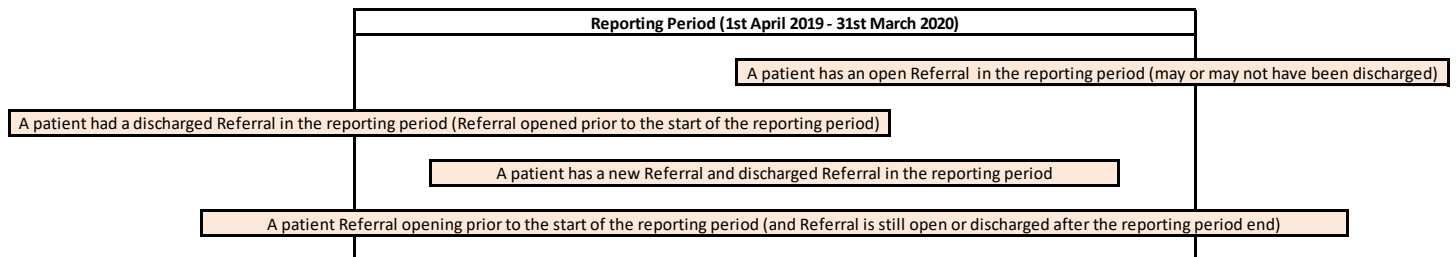 Reporting Period (1st April 2019 - 31st March 2020)
A patient has an open Referral in the reporting period (may or may not have been discharged)
A patient had a discharged Referral in the reporting period (Referral opened prior to the start of the reporting period)
A patient has a new Referral and discharged Referral in the reporting period
A patient Referral opening prior to the start of the reporting period (and Referral is still open or discharged after the reporting period end)